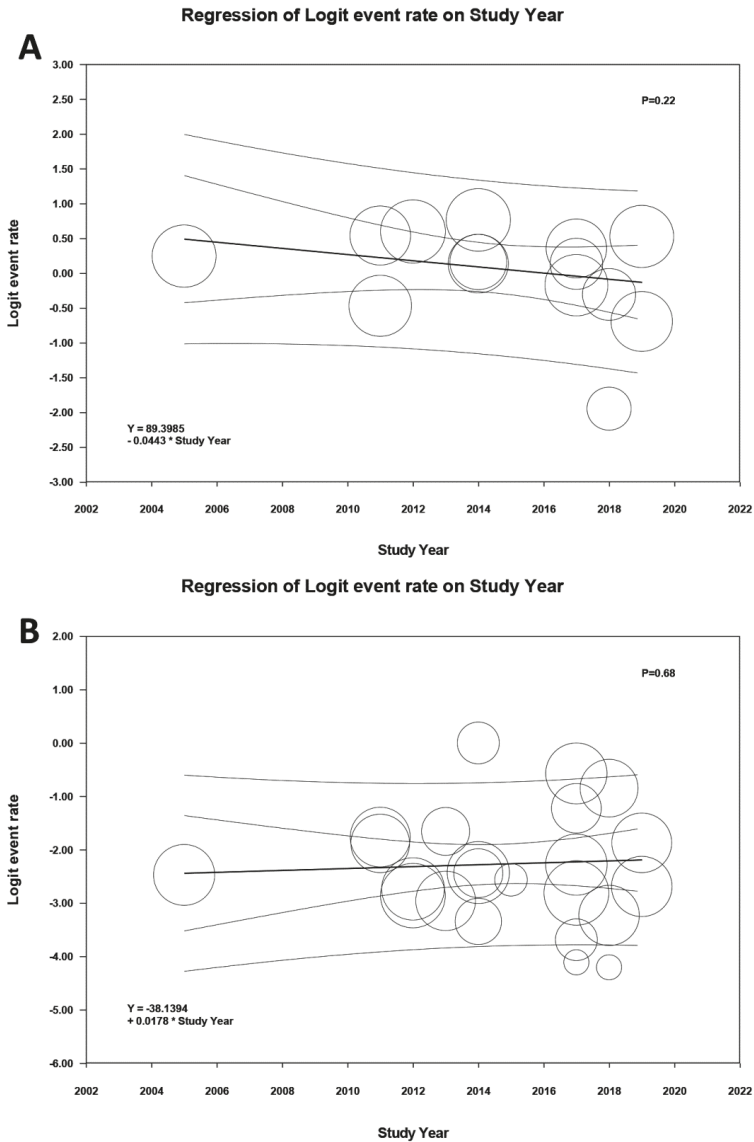 Regression of Logit event rate on Study Year
A
3.00
P=0.22
2.50
2.00
1.50
1.00
0.50
0.00
-0.50
-1.00
-1.50
-2.00
-2.50
-3.00
Logit event rate
Y = 89.3985
- 0.0443 * Study Year
2002 2004 2006 2008 2010 2012 2014 2016 2018 2020 2022
Study Year
Regression of Logit event rate on Study Year
B
2.00
P=0.68
1.00
0.00
-1.00
-2.00
-3.00
-4.00
-5.00
-6.00
Logit event rate
Y = -38.1394
+ 0.0178 * Study Year
2002 2004 2006 2008 2010 2012 2014 2016 2018 2020 2022
Study Year